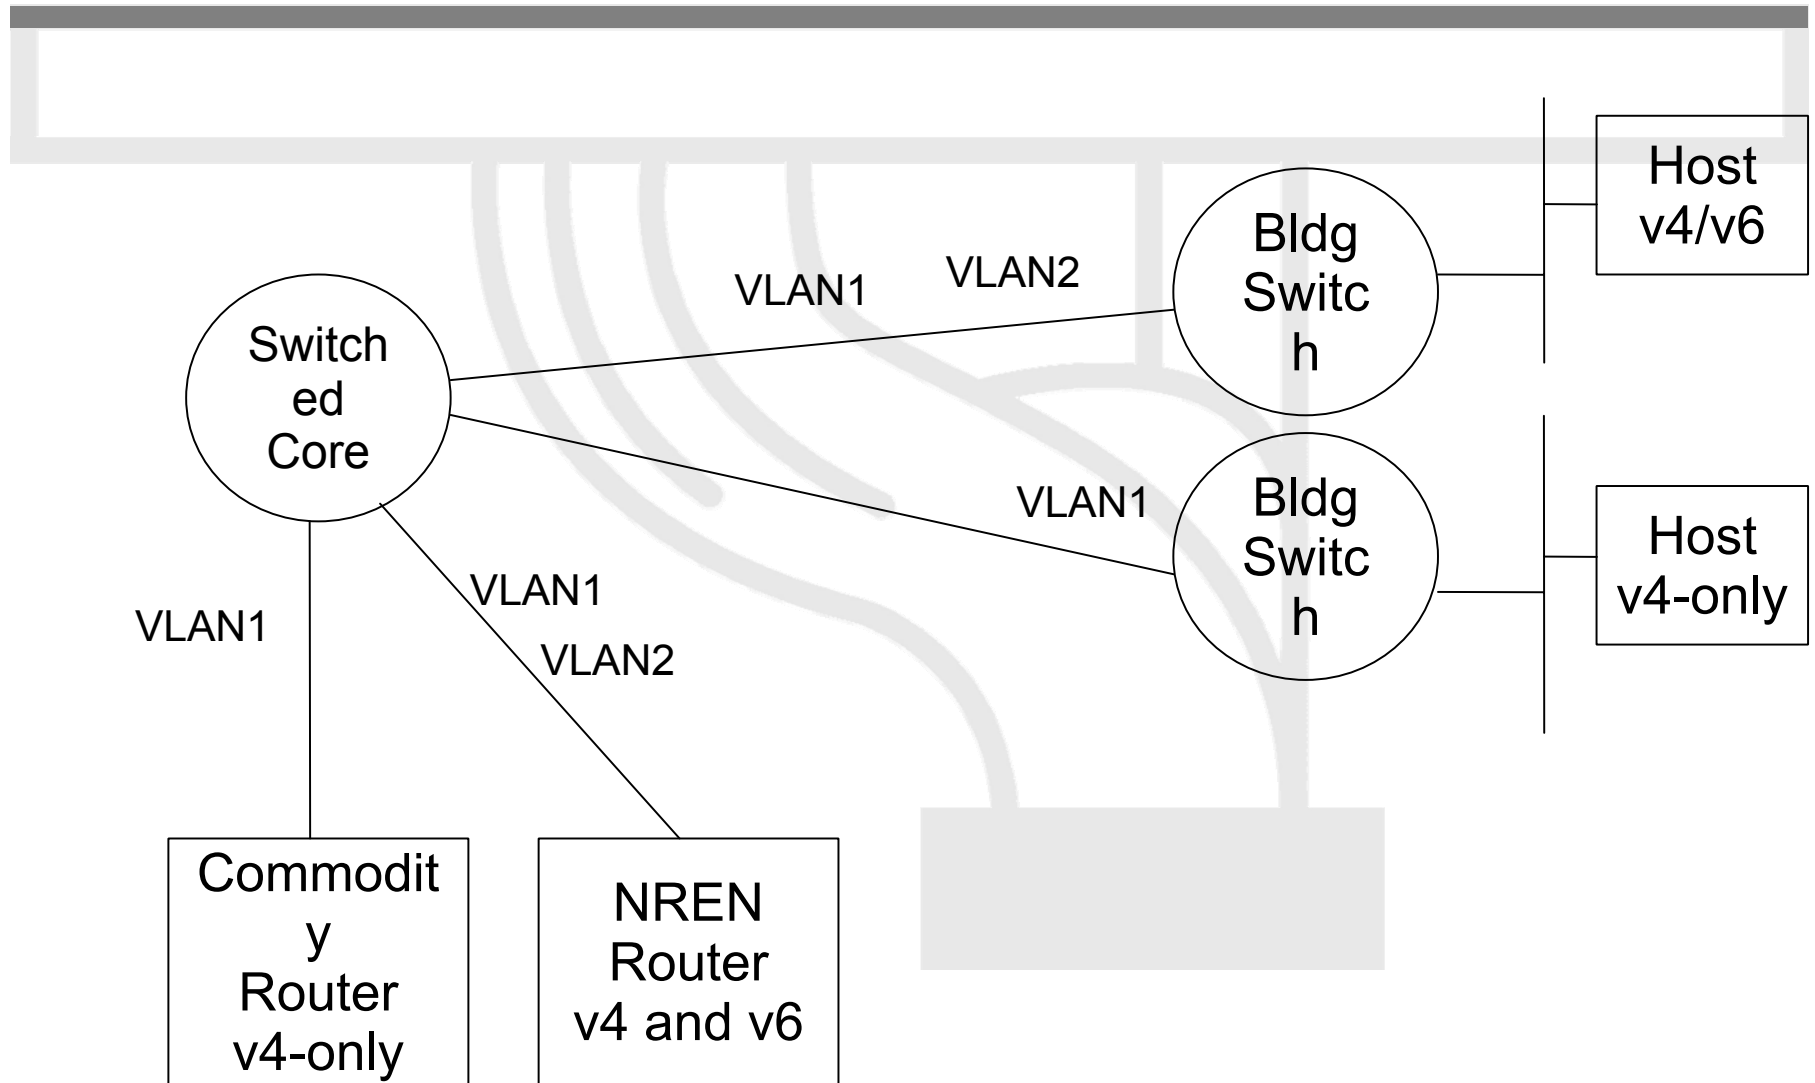 Host
v4/v6
Bldg
Switc
h
VLAN2
VLAN1
Switch
ed
Core
VLAN1
Bldg
Switc
h
Host
v4-only
VLAN1
VLAN1
VLAN2
Commodit
y
Router
v4-only
NREN
Router
v4 and v6